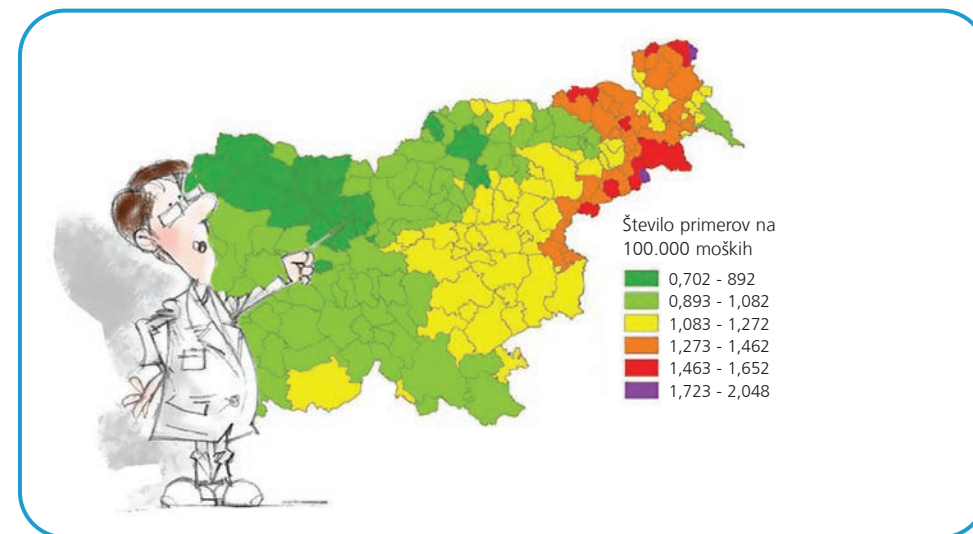 Število primerov na
100.000 moških
0,702 - 892
0,893 - 1,082
1,083 - 1,272
1,273 - 1,462
1,463 - 1,652
1,723 - 2,048